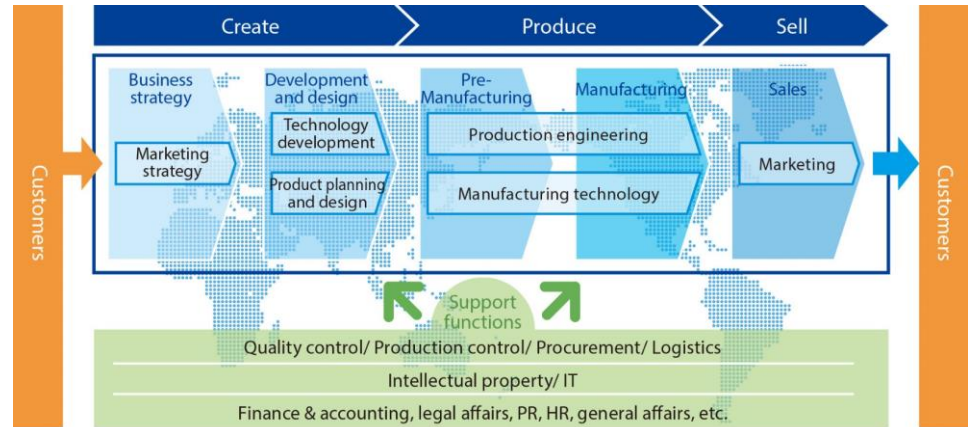 Create
Produce
Sell
Customers
Business
strategy
Marketing
strategy
Development
and design
Technology
development
Product planning
and design
Pre-
Manufacturing
Manufacturing
Production engineering
Manufacturing technology
Sales
Marketing
Customers
Support
functions
Quality control/ Production control/ Procurement/ Logistics
Intellectual property/ IT
Finance & accounting, legal affairs, PR, HR, general affairs, etc.